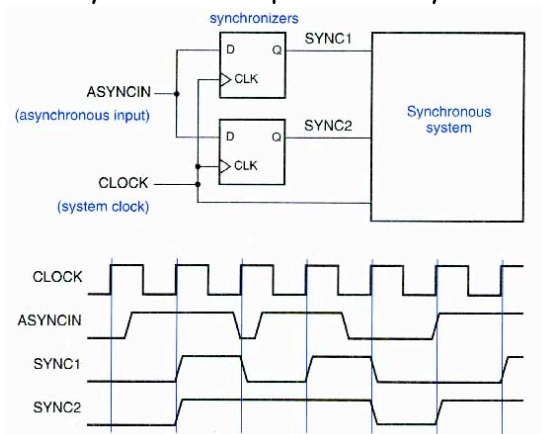 synchronizers
SYNC1
D Q
CLK
ASYNCIN
(asynchronous input)
Synchronous
system
SYNC2
D Q
CLK
CLOCK
(system clock)
CLOCK
ASYNCIN
SYNC1
SYNC2